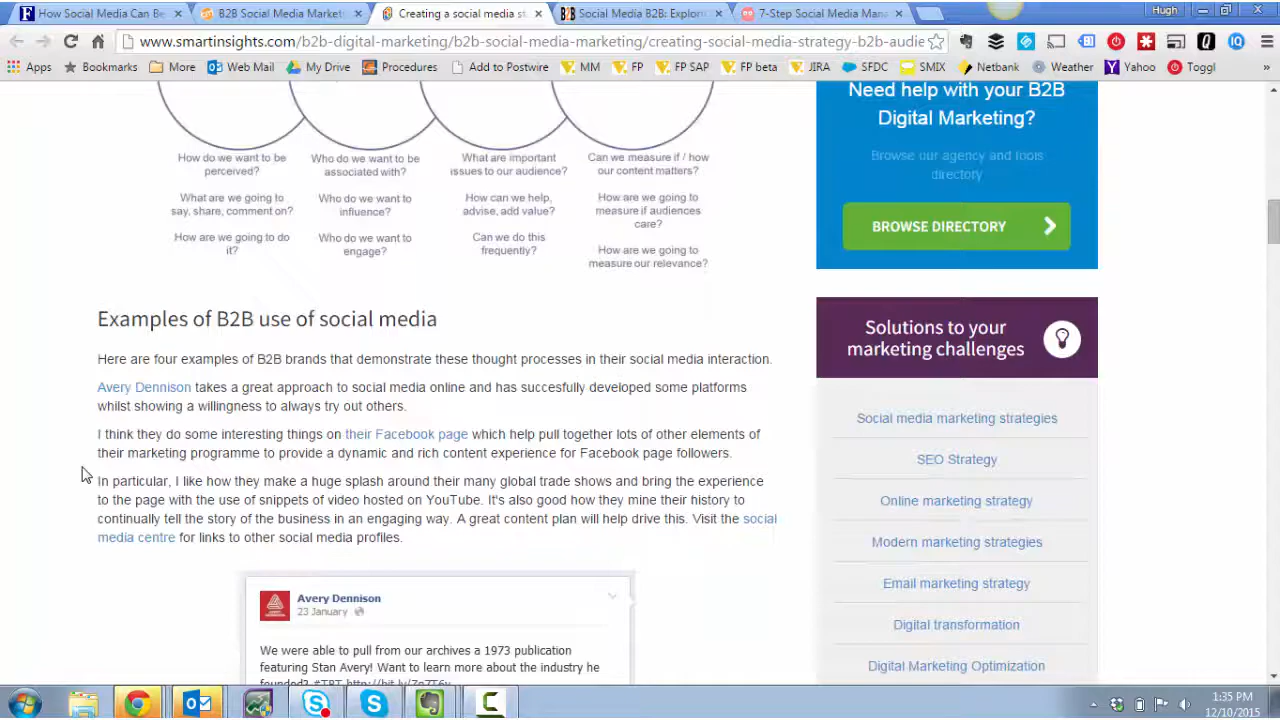 How Social Media Can Be
B2B Social Media Market
Creating a social media st
Social Media B2B: Explori
7-Step Social Media Mana
Hugh
www.smartinsights.com/b2b-digital-marketing/b2b-social-media-marketing/creating-social-media-strategy-b2b-audie
Apps Bookmarks More Web Mail My Drive Procedures Add to Postwire MM FP FP SAP FP beta JIRA SFDC SMIX Netbank Weather Yahoo Toggl »
How do we want to be
perceived?
What are we going to
say, share, comment on?
How are we going to do
it?
Who do we want to be
associated with?
Who do we want to
influence?
Who do we want to
engage?
What are important
issues to our audience?
How can we help,
advise, add value?
Can we do this
frequently?
Can we measure if / how
our content matters?
How are we going to
measure if audiences
care?
How are we going to
measure our relevance?
Examples of B2B use of social media
Here are four examples of B2B brands that demonstrate these thought processes in their social media interaction.
Avery Dennison takes a great approach to social media online and has succesfully developed some platforms
whilst showing a willingness to always try out others.
I think they do some interesting things on their Facebook page which help pull together lots of other elements of
their marketing programme to provide a dynamic and rich content experience for Facebook page followers.
In particular, I like how they make a huge splash around their many global trade shows and bring the experience
to the page with the use of snippets of video hosted on YouTube. It's also good how they mine their history to
continually tell the story of the business in an engaging way. A great content plan will help drive this. Visit the social
media centre for links to other social media profiles.
Avery Dennison
23 January
We were able to pull from our archives a 1973 publication
featuring Stan Avery! Want to learn more about the industry he
founded? #TBT
Need help with your B2B
Digital Marketing?
Browse our agency and tools
directory
BROWSE DIRECTORY
Solutions to your
marketing challenges
Social media marketing strategies
SEO Strategy
Online marketing strategy
Modern marketing strategies
Email marketing strategy
Digital transformation
Digital Marketing Optimization
1:35 PM
12/10/2015